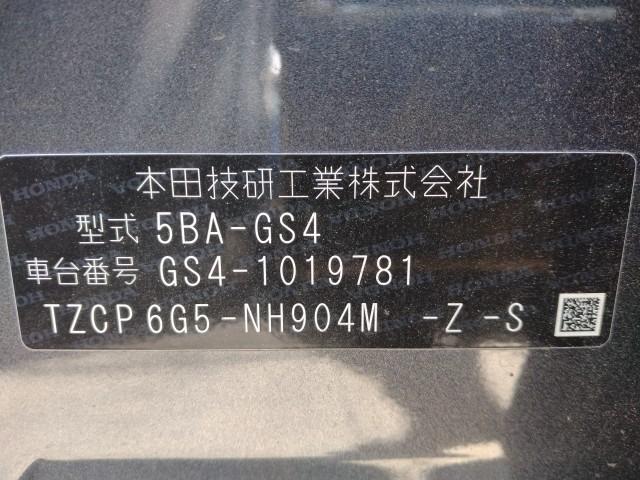 本田技研工業株式会社
型式 5BA-GS4
車台番号 GS4-1019781
TZCP 6G5-NH904M -Z -S